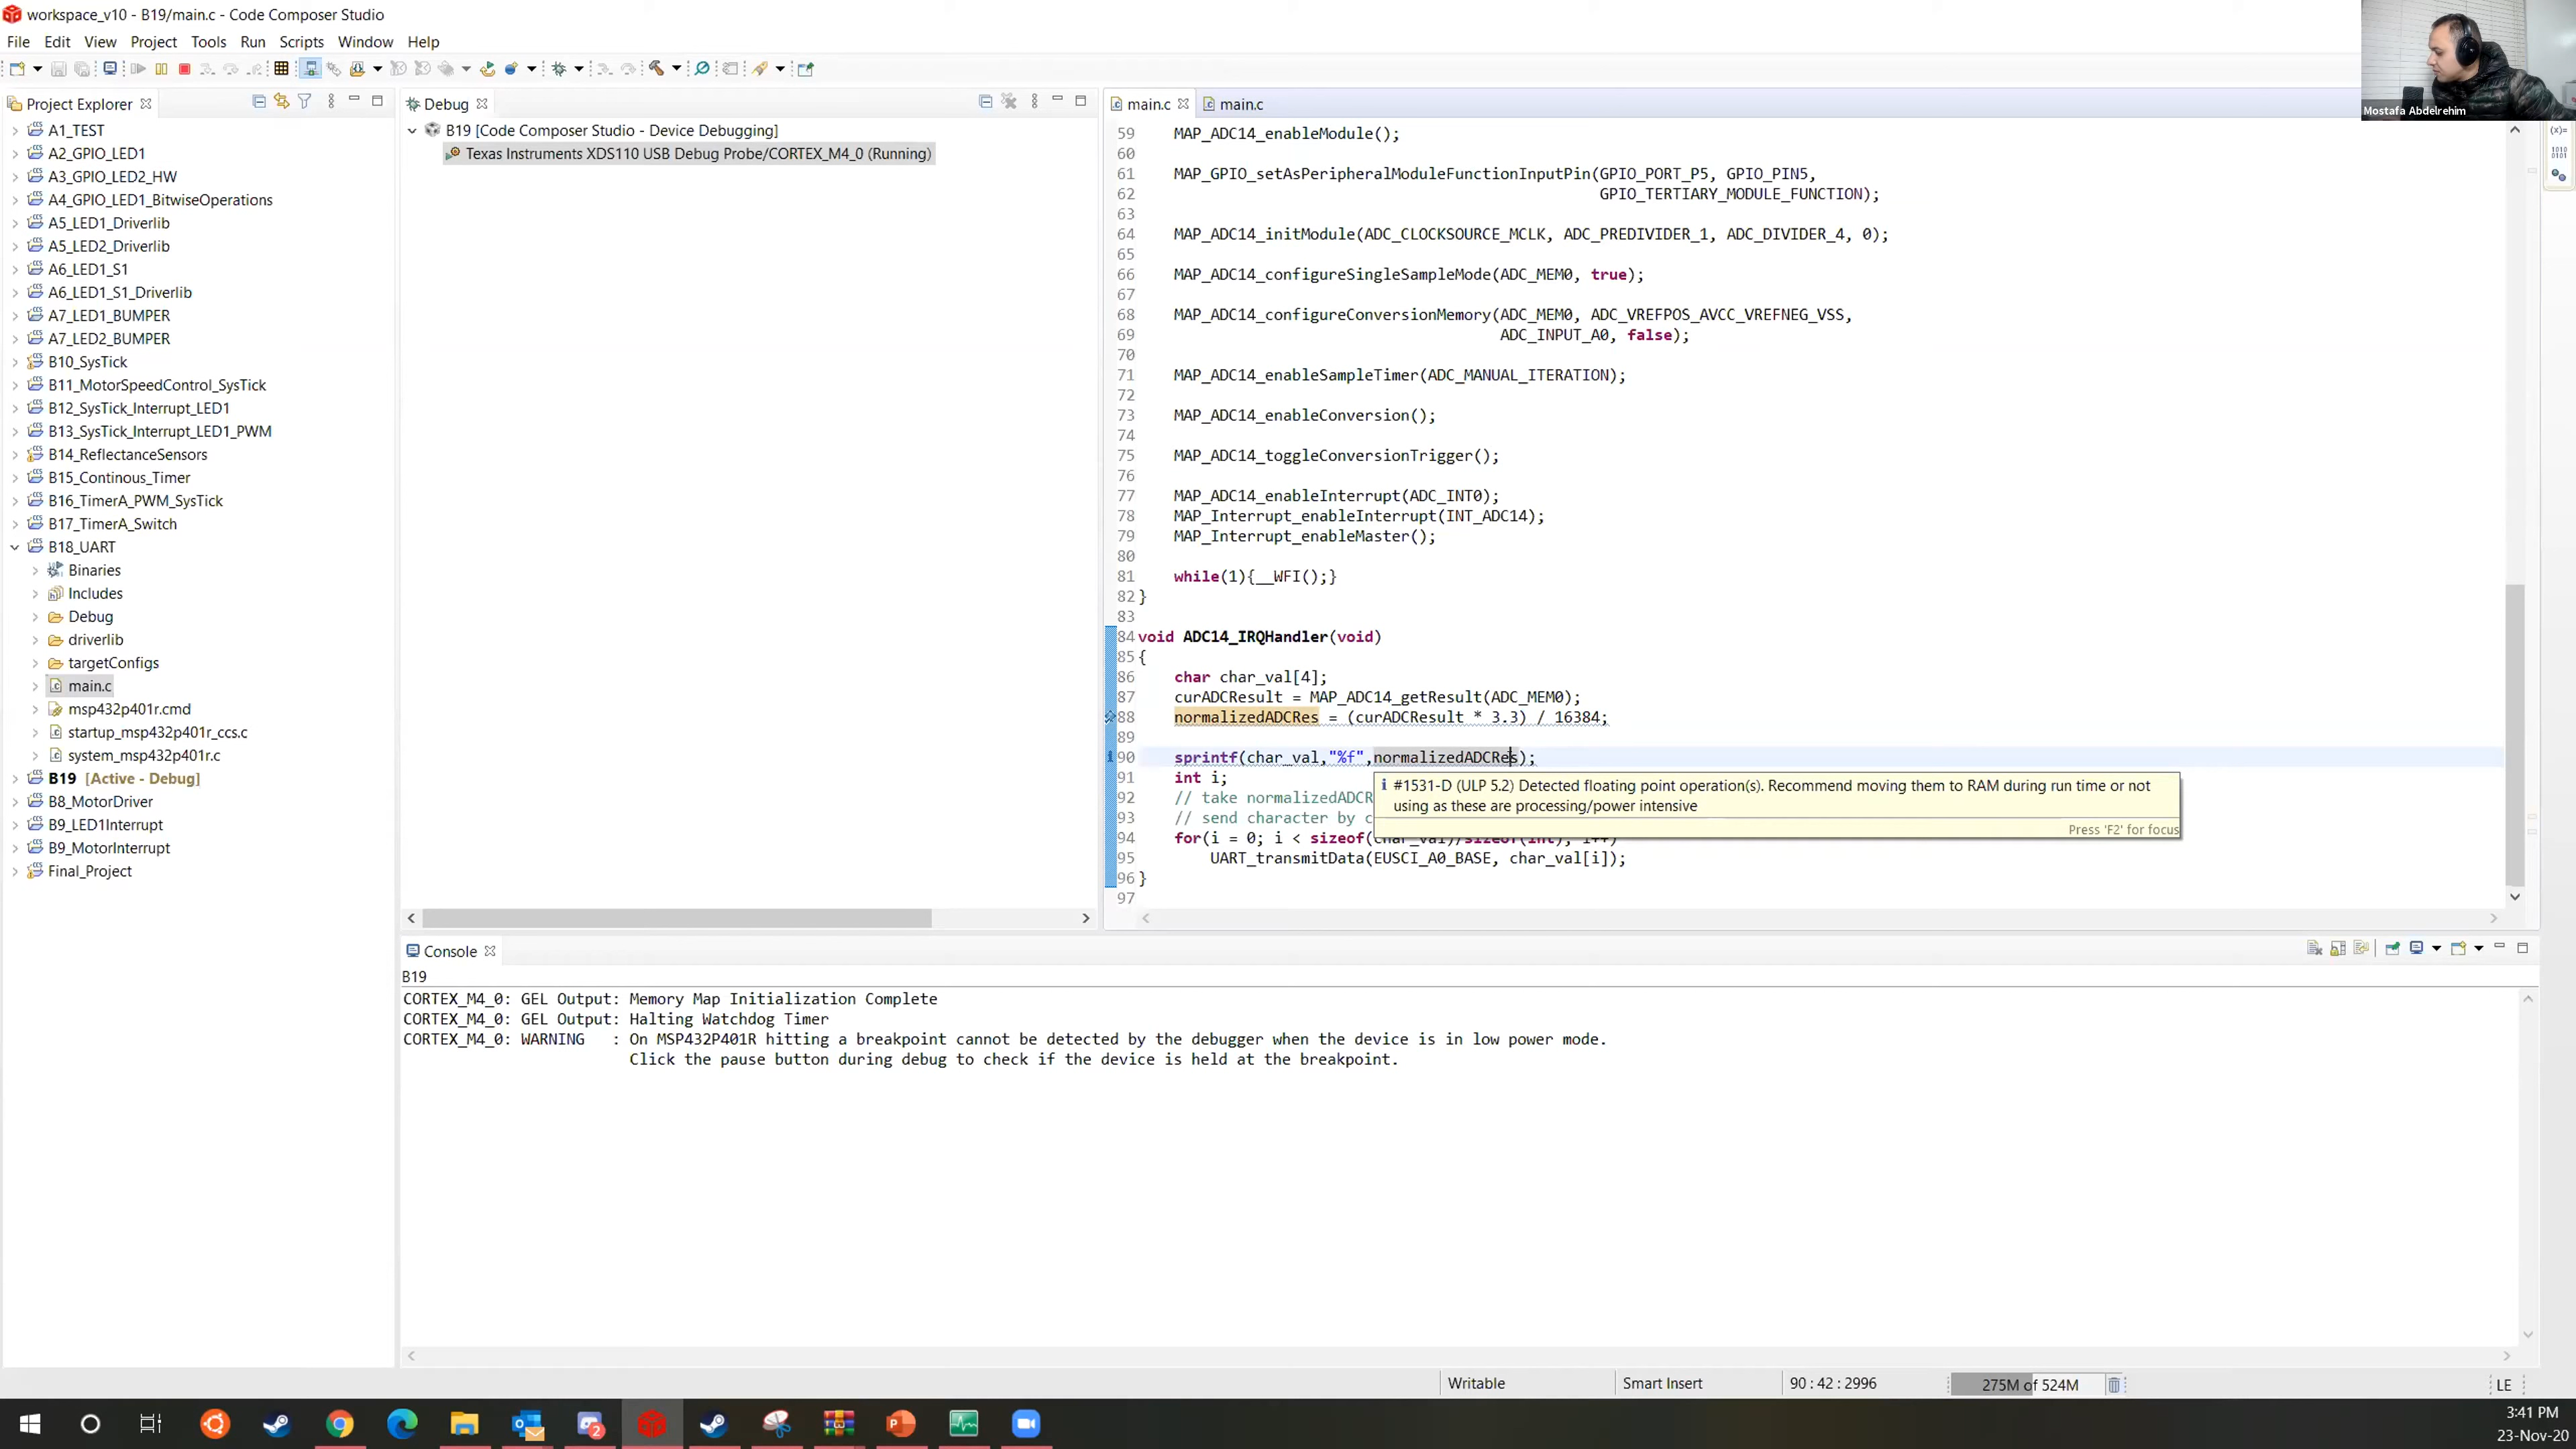 workspace_v10 - B19/main.c - Code Composer Studio
Mostafa Abdelrehim
File Edit View Project Tools Run Scripts Window Help
Project Explorer
A1_TEST
A2_GPIO_LED1
A3_GPIO_LED2_HW
A4_GPIO_LED1_BitwiseOperations
A5_LED1_Driverlib
A5_LED2_Driverlib
A6_LED1_S1
A6_LED1_S1_Driverlib
A7_LED1_BUMPER
A7_LED2_BUMPER
B10_SysTick
B11_MotorSpeedControl_SysTick
B12_SysTick_Interrupt_LED1
B13_SysTick_Interrupt_LED1_PWM
B14_ReflectanceSensors
B15_Continous_Timer
B16_TimerA_PWM_SysTick
B17_TimerA_Switch
B18_UART
Binaries
Includes
Debug
driverlib
targetConfigs
main.c
msp432p401r.cmd
startup_msp432p401r_ccs.c
system_msp432p401r.c
B19 [Active - Debug]
B8_MotorDriver
B9_LED1Interrupt
B9_MotorInterrupt
Final_Project
Debug
B19 [Code Composer Studio - Device Debugging]
Texas Instruments XDS110 USB Debug Probe/CORTEX_M4_0 (Running)
main.c main.c
59 MAP_ADC14_enableModule();
60
61 MAP_GPIO_setAsPeripheralModuleFunctionInputPin(GPIO_PORT_P5, GPIO_PIN5,
62 GPIO_TERTIARY_MODULE_FUNCTION);
63
64 MAP_ADC14_initModule(ADC_CLOCKSOURCE_MCLK, ADC_PREDIVIDER_1, ADC_DIVIDER_4, 0);
65
66 MAP_ADC14_configureSingleSampleMode(ADC_MEM0, true);
67
68 MAP_ADC14_configureConversionMemory(ADC_MEM0, ADC_VREFPOS_AVCC_VREFNEG_VSS,
69 ADC_INPUT_A0, false);
70
71 MAP_ADC14_enableSampleTimer(ADC_MANUAL_ITERATION);
72
73 MAP_ADC14_enableConversion();
74
75 MAP_ADC14_toggleConversionTrigger();
76
77 MAP_ADC14_enableInterrupt(ADC_INT0);
78 MAP_Interrupt_enableInterrupt(INT_ADC14);
79 MAP_Interrupt_enableMaster();
80
81 while(1){__WFI();}
82 }
83
84 void ADC14_IRQHandler(void)
85 {
86 char char_val[4];
87 curADCResult = MAP_ADC14_getResult(ADC_MEM0);
88 normalizedADCRes = (curADCResult * 3.3) / 16384;
89
90 sprintf(char_val,"%f",normalizedADCRes);
91 int i;
92 // take normalizedADCR
93 // send character by c
94 for(i = 0; i < sizeof(char_val)/sizeof(int); i++)
95 UART_transmitData(EUSCI_A0_BASE, char_val[i]);
96 }
97
#1531-D (ULP 5.2) Detected floating point operation(s). Recommend moving them to RAM during run time or not
using as these are processing/power intensive
Press 'F2' for focus
Console
B19
CORTEX_M4_0: GEL Output: Memory Map Initialization Complete
CORTEX_M4_0: GEL Output: Halting Watchdog Timer
CORTEX_M4_0: WARNING : On MSP432P401R hitting a breakpoint cannot be detected by the debugger when the device is in low power mode.
Click the pause button during debug to check if the device is held at the breakpoint.
Writable Smart Insert 90 : 42 : 2996 275M of 524M LE
3:41 PM
23-Nov-20